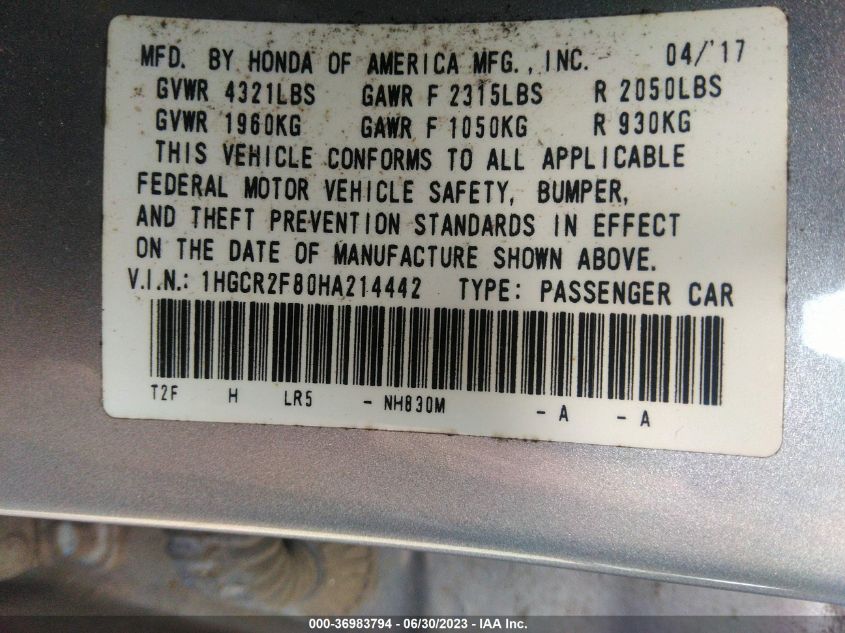 MFD. BY HONDA OF AMERICA MFG., INC. 04/'17
GVWR 4321LBS GAWR F 2315LBS R 2050LBS
GVWR 1960KG GAWR F 1050KG R 930KG
THIS VEHICLE CONFORMS TO ALL APPLICABLE
FEDERAL MOTOR VEHICLE SAFETY, BUMPER,
AND THEFT PREVENTION STANDARDS IN EFFECT
ON THE DATE OF MANUFACTURE SHOWN ABOVE.
V.I.N.: 1HGCR2F80HA214442 TYPE: PASSENGER CAR
T2F H LR5 - NH830M - A - A
000-36983794 - 06/30/2023 - IAA Inc.